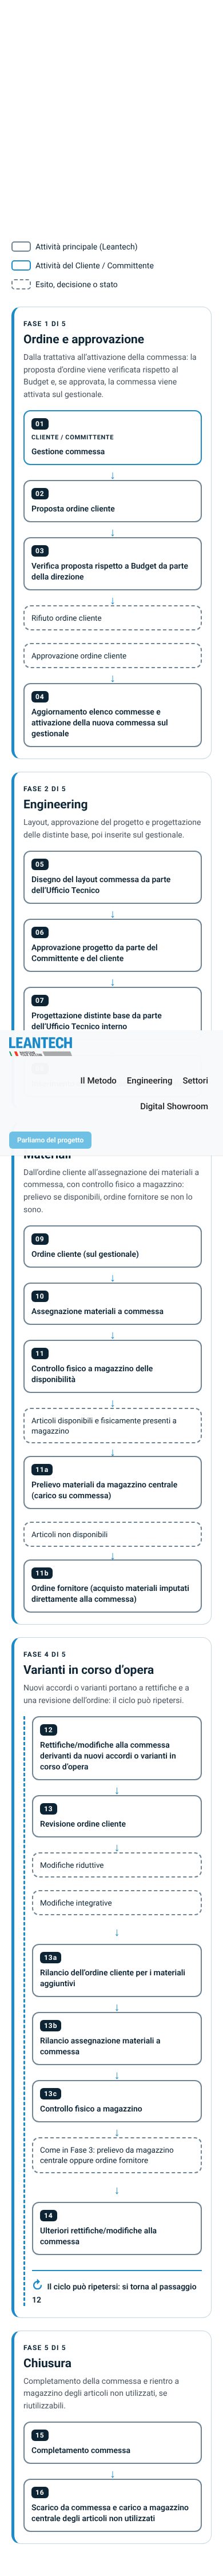 Attività principale (Leantech)
Attività del Cliente / Committente
Esito, decisione o stato
FASE 1 DI 5
Ordine e approvazione
Dalla trattativa all'attivazione della commessa: la
proposta d'ordine viene verificata rispetto al
Budget e, se approvata, la commessa viene
attivata sul gestionale.
01
CLIENTE / COMMITTENTE
Gestione commessa
↓
02
Proposta ordine cliente
↓
03
Verifica proposta rispetto a Budget da parte
della direzione
↓
Rifiuto ordine cliente
Approvazione ordine cliente
↓
04
Aggiornamento elenco commesse e
attivazione della nuova commessa sul
gestionale
FASE 2 DI 5
Engineering
Layout, approvazione del progetto e progettazione
delle distinte base, poi inserite sul gestionale.
05
Disegno del layout commessa da parte
dell'Ufficio Tecnico
↓
06
Approvazione progetto da parte del
Committente e del cliente
↓
07
Progettazione distinte base da parte
dell'Ufficio Tecnico interno
LEANTECH
Il Metodo Engineering Settori
Digital Showroom
Parliamo del progetto
Materiali
Dall'ordine cliente all'assegnazione dei materiali a
commessa, con controllo fisico a magazzino:
prelievo se disponibili, ordine fornitore se non lo
sono.
09
Ordine cliente (sul gestionale)
↓
10
Assegnazione materiali a commessa
↓
11
Controllo fisico a magazzino delle
disponibilità
↓
Articoli disponibili e fisicamente presenti a
magazzino
↓
11a
Prelievo materiali da magazzino centrale
(carico su commessa)
Articoli non disponibili
↓
11b
Ordine fornitore (acquisto materiali imputati
direttamente alla commessa)
FASE 4 DI 5
Varianti in corso d'opera
Nuovi accordi o varianti portano a rettifiche e a
una revisione dell'ordine: il ciclo può ripetersi.
12
Rettifiche/modifiche alla commessa
derivanti da nuovi accordi o varianti in
corso d'opera
↓
13
Revisione ordine cliente
↓
Modifiche riduttive
Modifiche integrative
↓
13a
Rilancio dell'ordine cliente per i materiali
aggiuntivi
↓
13b
Rilancio assegnazione materiali a
commessa
↓
13c
Controllo fisico a magazzino
↓
Come in Fase 3: prelievo da magazzino
centrale oppure ordine fornitore
↓
14
Ulteriori rettifiche/modifiche alla
commessa
↻ Il ciclo può ripetersi: si torna al passaggio
12
FASE 5 DI 5
Chiusura
Completamento della commessa e rientro a
magazzino degli articoli non utilizzati, se
riutilizzabili.
15
Completamento commessa
↓
16
Scarico da commessa e carico a magazzino
centrale degli articoli non utilizzati